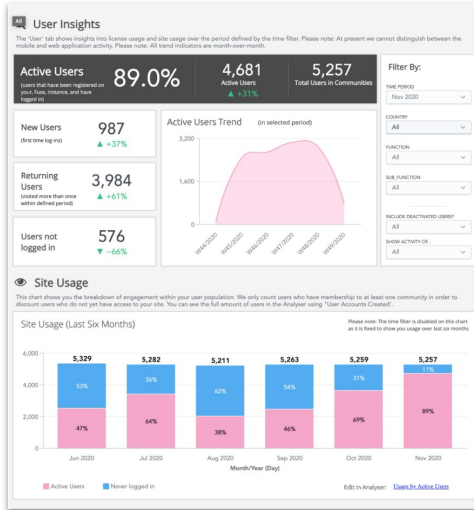 All
User Insights
The 'User' tab shows insights into license usage and site usage over the period defined by the time filter. Please note: At present we cannot distinguish between the
mobile and web application activity. Please note: All trend indicators are month-over-month.
Active Users
(users that have been registered on
your, Fuse, instance, and have
logged in)
89.0%
4,681
Active Users
▲ +31%
5,257
Total Users in Communities
New Users
(first time log-ins)
987
▲ +37%
Returning
Users
(visited more than once
within defined period)
3,984
▲ +61%
Users not
logged in
576
▼ −66%
Active Users Trend (in selected period)
3,200
1,600
0
W44/2020
W45/2020
W46/2020
W47/2020
W48/2020
W49/2020
Filter By:
TIME PERIOD
Nov 2020
COUNTRY
All
FUNCTION
All
SUB_FUNCTION
All
INCLUDE DEACTIVATED USERS?
All
SHOW ACTIVITY OF..
All
Site Usage
This chart shows you the breakdown of engagement within your user population. We only count users who have membership to at least one community in order to
discount users who do not yet have access to your site. You can see the full amount of users in the Analyser using "User Accounts Created".
Site Usage (Last Six Months)
Please note: The time filter is disabled on this chart
as it is fixed to show you usage over last six months
6,000
4,000
2,000
0
5,329
5,282
5,211
5,263
5,259
5,257
53%
36%
62%
54%
31%
11%
47%
64%
38%
46%
69%
89%
Jun 2020
Jul 2020
Aug 2020
Sep 2020
Oct 2020
Nov 2020
Month/Year (Day)
Active Users
Never logged in
Edit in Analyser: Usage by Active Users